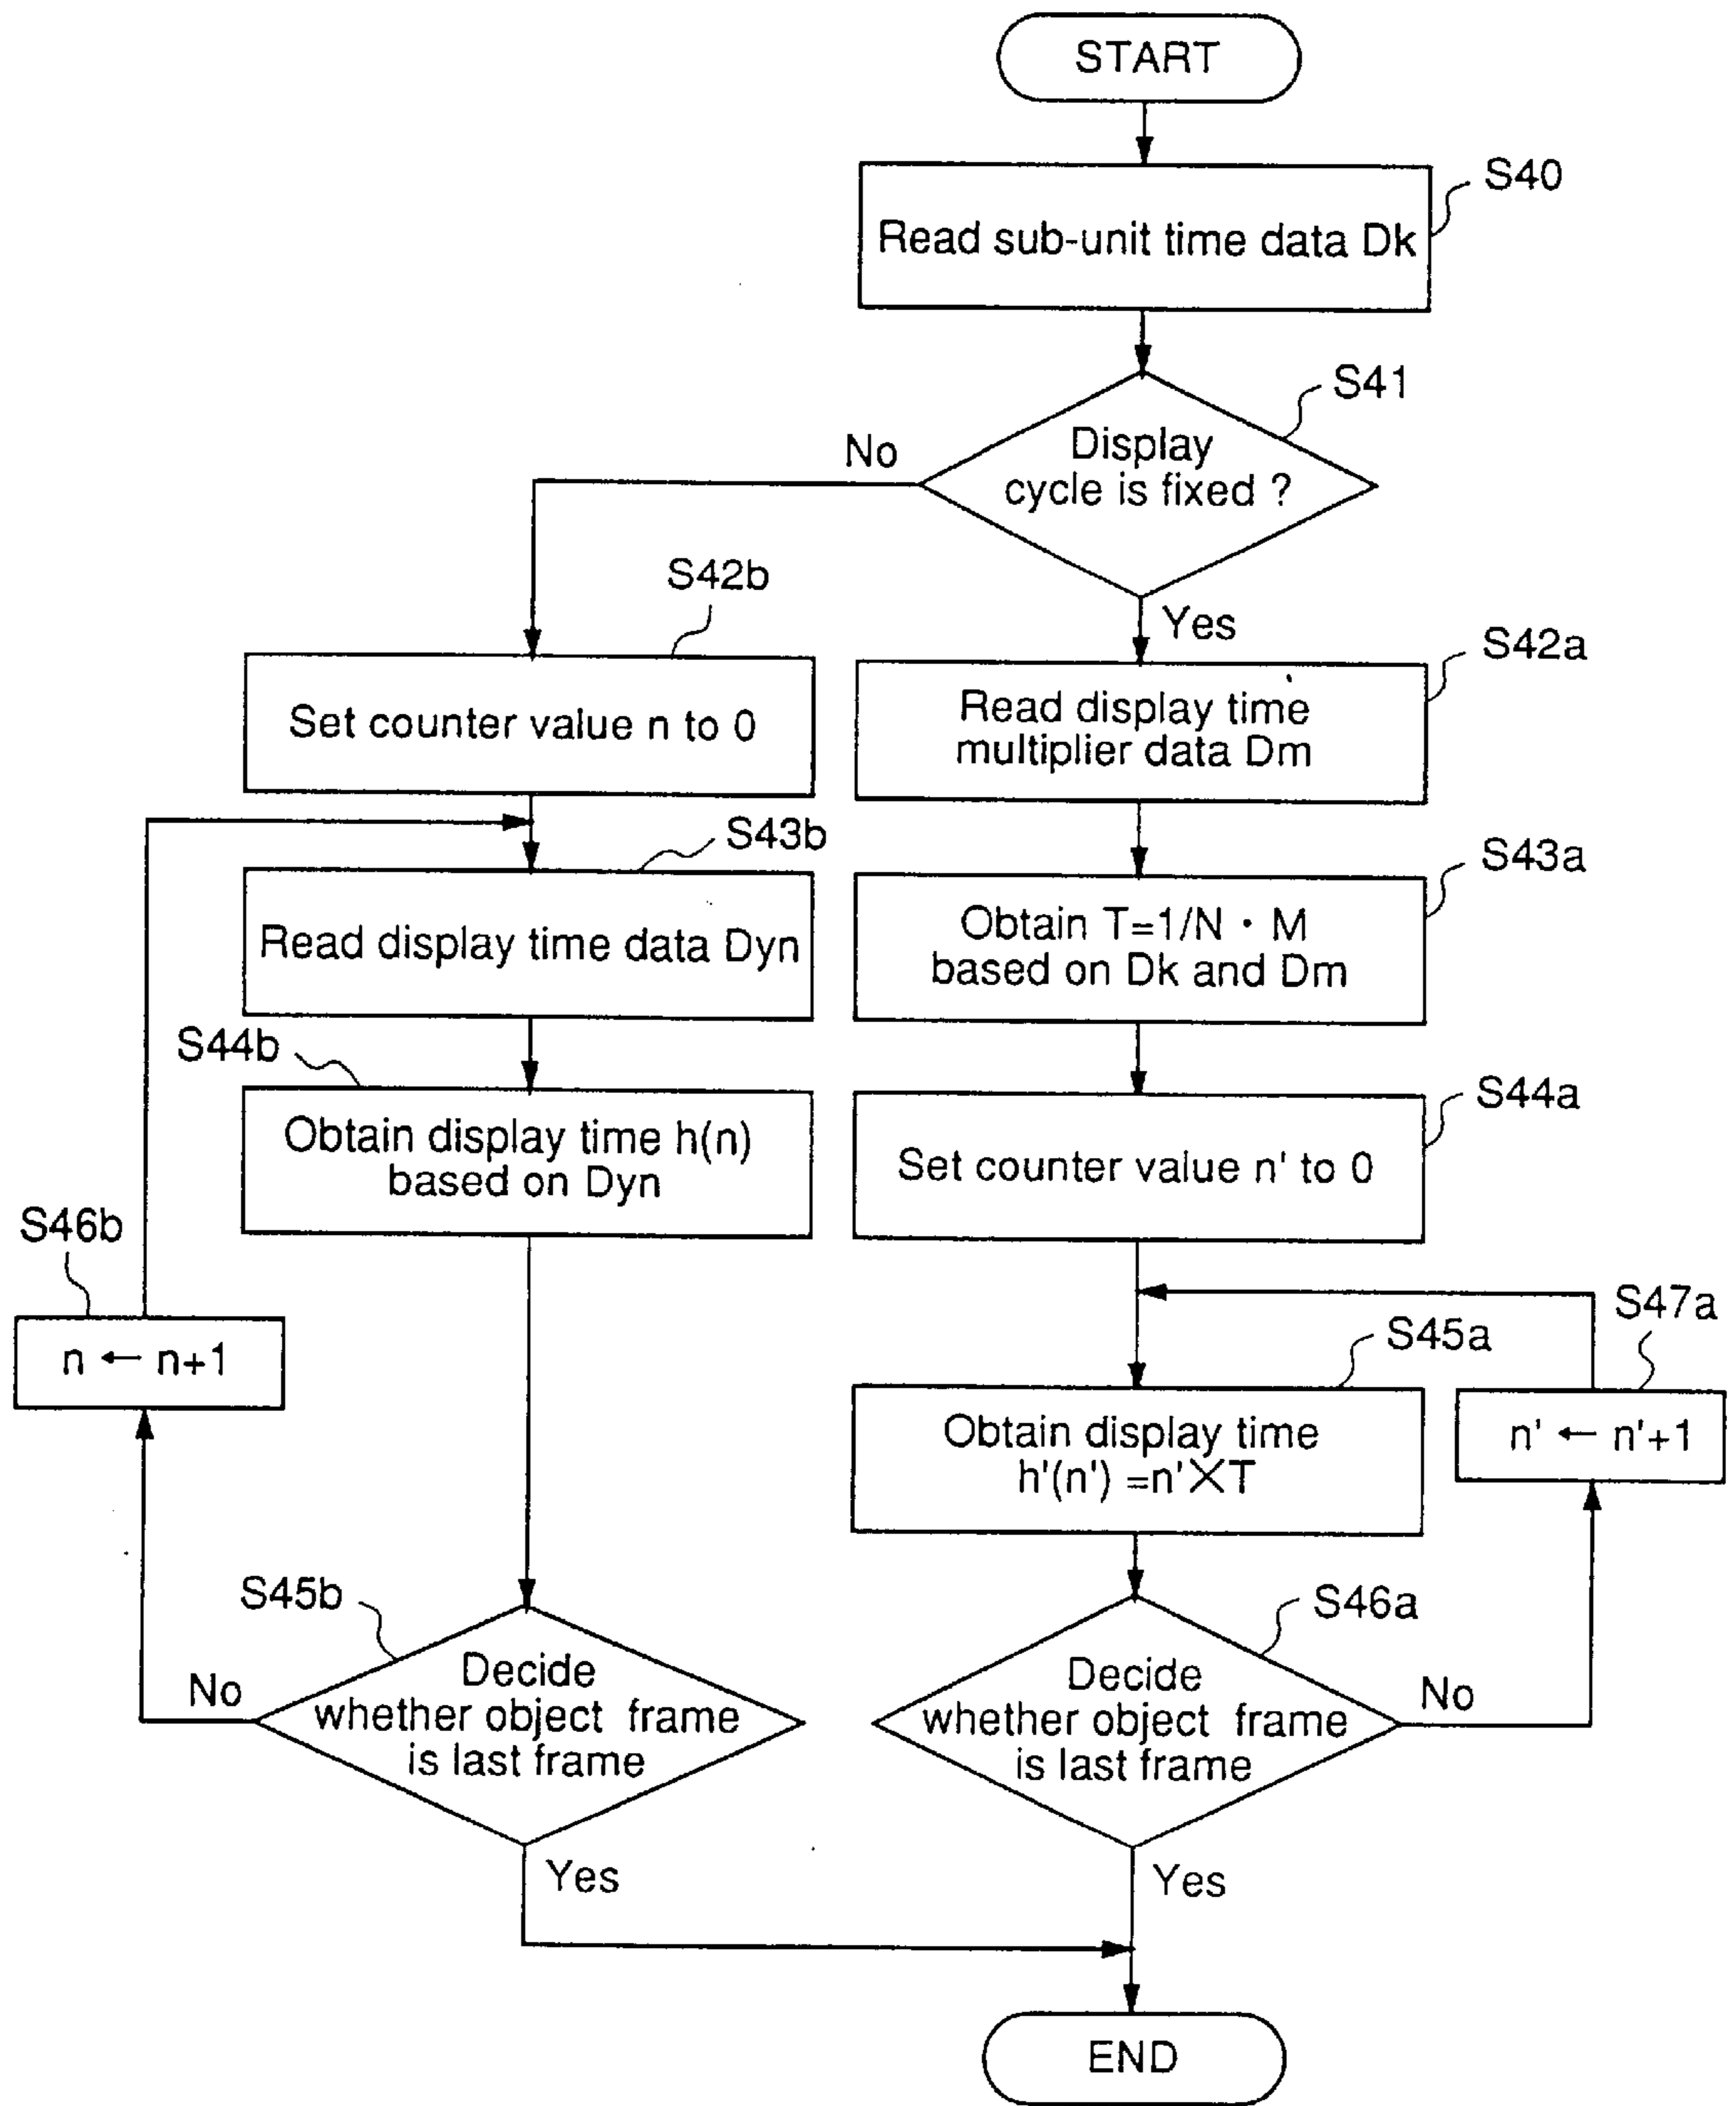 START
S40
Read sub-unit time data Dk
S41
Display
cycle is fixed ?
No
Yes
S42b
Set counter value n to 0
S42a
Read display time
multiplier data Dm
S43b
Read display time data Dyn
S43a
Obtain T=1/N・M
based on Dk and Dm
S44b
Obtain display time h(n)
based on Dyn
S44a
Set counter value n' to 0
S46b
n ← n+1
S47a
n' ← n'+1
S45a
Obtain display time
h'(n') =n'×T
S45b
Decide
whether object frame
is last frame
No
Yes
S46a
Decide
whether object frame
is last frame
No
Yes
END